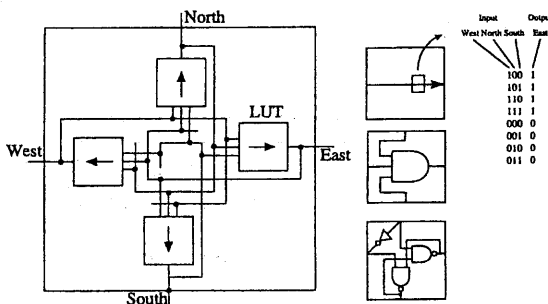 North
LUT
West
East
South
Input Output
West North South East
100 1
101 1
110 1
111 1
000 0
001 0
010 0
011 0